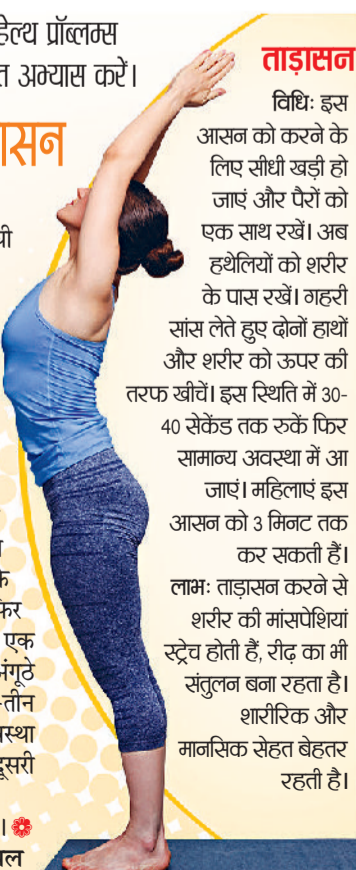 हेल्थ प्रॉब्लम्स
अभ्यास करें।
ताड़ासन
विधिः इस
आसन को करने के
लिए सीधी खड़ी हो
जाएं और पैरों को
एक साथ रखें। अब
हथेलियों को शरीर
के पास रखें। गहरी
सांस लेते हुए दोनों हाथों
और शरीर को ऊपर की
तरफ खीचें। इस स्थिति में 30-
40 सेकेंड तक रुकें फिर
सामान्य अवस्था में आ
जाएं। महिलाएं इस
आसन को 3 मिनट तक
कर सकती हैं।
लाभः ताड़ासन करने से
शरीर की मांसपेशियां
स्ट्रेच होती हैं, रीढ़ का भी
संतुलन बना रहता है।
शारीरिक और
मानसिक सेहत बेहतर
रहती है।
एक
अंगूठे
-तीन